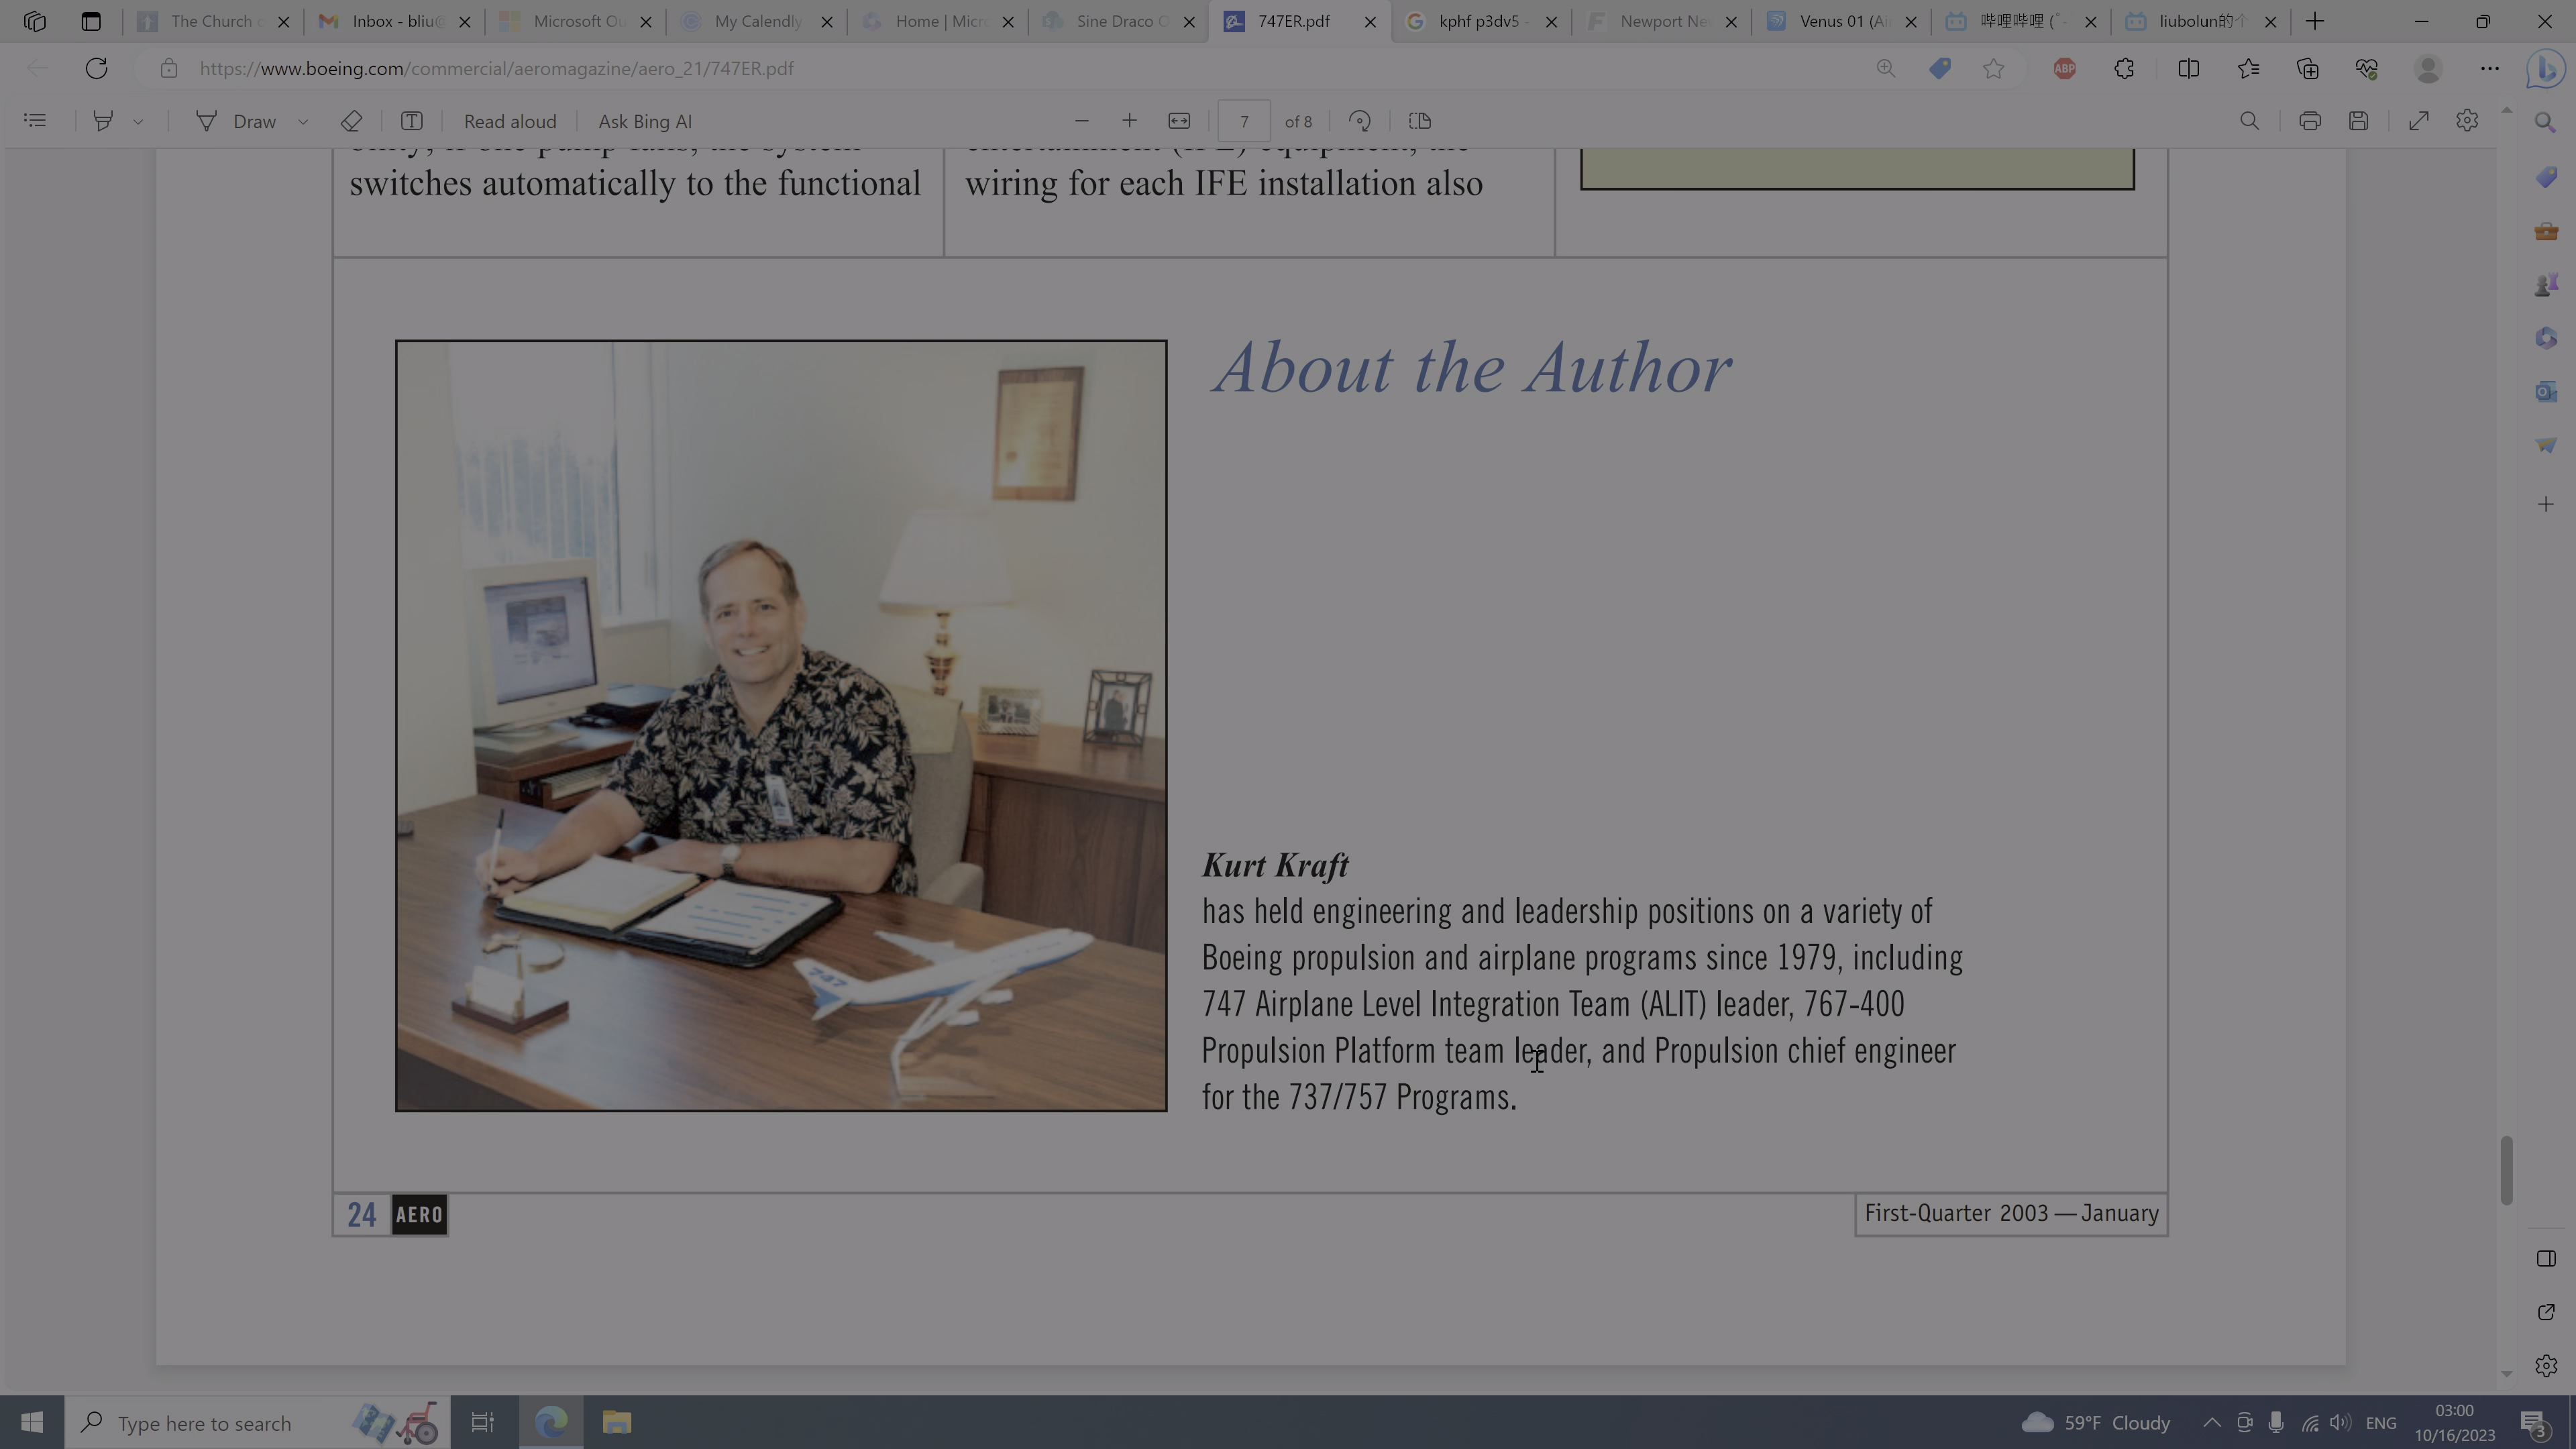 The Church
Inbox - bliu@
Microsoft Ou
My Calendly
Home | Micr
Sine Draco
747ER.pdf
kphf p3dv5 -
Newport Ne
Venus 01 (Ai
哔哩哔哩 (
liubolun的个
https://www.boeing.com/commercial/aeromagazine/aero_21/747ER.pdf
ABP
Draw
Read aloud
Ask Bing AI
7 of 8
switches automatically to the functional
wiring for each IFE installation also
About the Author
747
Kurt Kraft
has held engineering and leadership positions on a variety of
Boeing propulsion and airplane programs since 1979, including
747 Airplane Level Integration Team (ALIT) leader, 767-400
Propulsion Platform team leader, and Propulsion chief engineer
for the 737/757 Programs.
24 AERO
First-Quarter 2003 — January
Type here to search
59°F Cloudy
ENG
03:00
10/16/2023
3